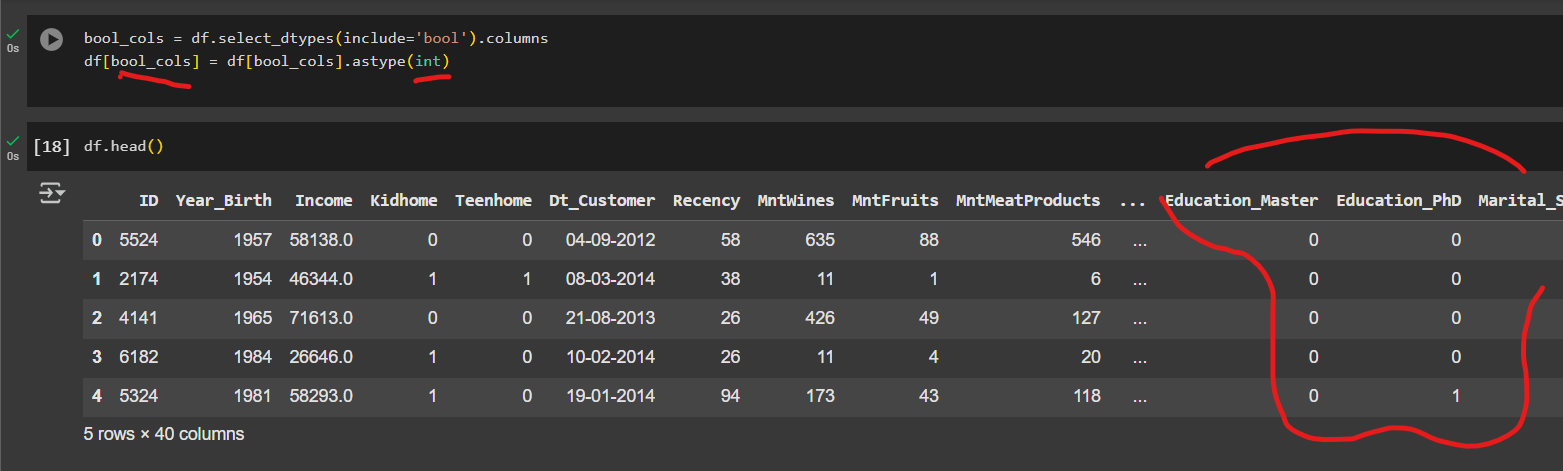 bool_cols = df.select_dtypes(include='bool').columns
0s
df[bool_cols] = df[bool_cols].astype(int)
[18] df.head()
0s
ID Year_Birth Income Kidhome Teenhome Dt_Customer Recency MntWines MntFruits MntMeatProducts ... Education_Master Education_PhD Marital_S
0 5524 1957 58138.0 0 0 04-09-2012 58 635 88 546 ... 0 0
1 2174 1954 46344.0 1 1 08-03-2014 38 11 1 6 ... 0 0
2 4141 1965 71613.0 0 0 21-08-2013 26 426 49 127 ... 0 0
3 6182 1984 26646.0 1 0 10-02-2014 26 11 4 20 ... 0 0
4 5324 1981 58293.0 1 0 19-01-2014 94 173 43 118 ... 0 1
5 rows × 40 columns